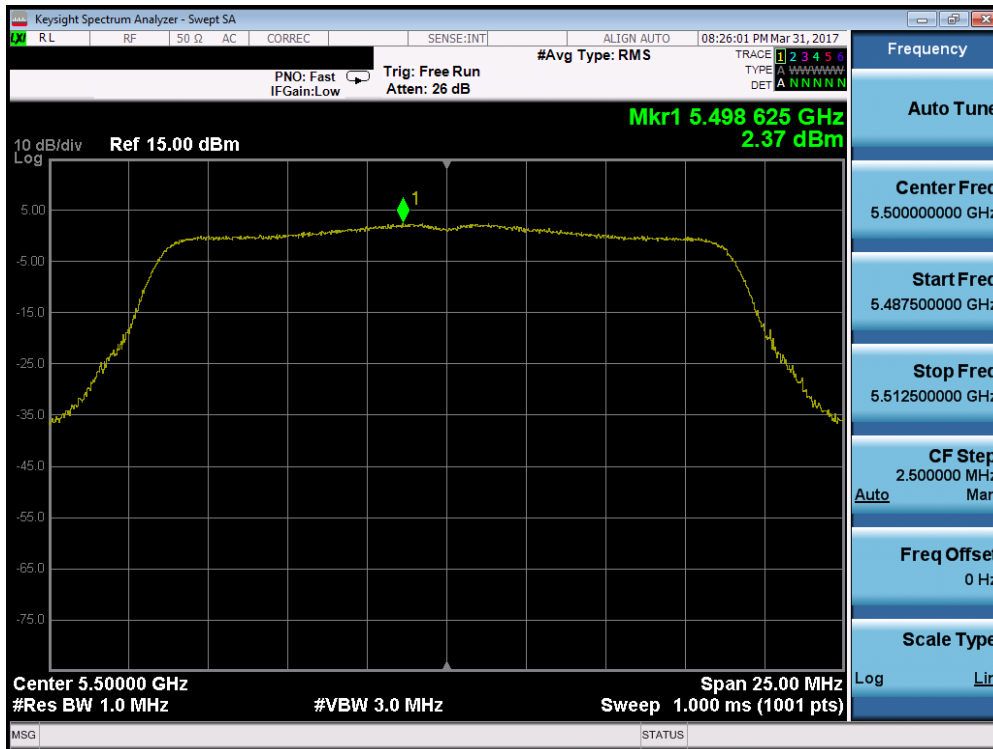 Keysight Spectrum Analyzer - Swept SA
LXI RL RF 50 Ω AC CORREC SENSE:INT ALIGN AUTO 08:26:01 PM Mar 31, 2017
#Avg Type: RMS
TRACE 1 2 3 4 5 6
TYPE A WWWWW
DET A N N N N N
PNO: Fast
IFGain:Low
Trig: Free Run
Atten: 26 dB
Mkr1 5.498 625 GHz
2.37 dBm
10 dB/div
Log
Ref 15.00 dBm
1
5.00
-5.00
-15.0
-25.0
-35.0
-45.0
-55.0
-65.0
-75.0
Center 5.50000 GHz
Span 25.00 MHz
#Res BW 1.0 MHz
#VBW 3.0 MHz
Sweep 1.000 ms (1001 pts)
MSG
STATUS
Frequency
Auto Tune
Center Freq
5.500000000 GHz
Start Freq
5.487500000 GHz
Stop Freq
5.512500000 GHz
CF Step
2.500000 MHz
Auto Man
Freq Offset
0 Hz
Scale Type
Log Lin